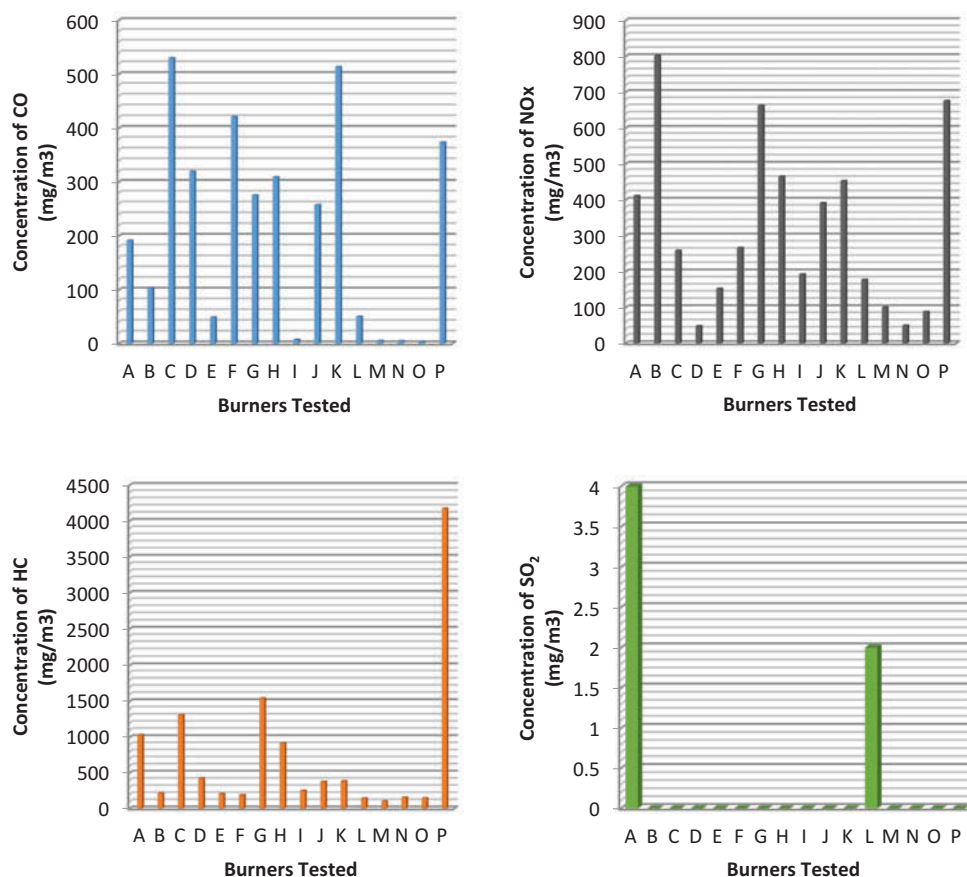 Concentration of CO
(mg/m3)
600
500
400
300
200
100
0
A B C D E F G H I J K L M N O P
Burners Tested
Concentration of NOx
(mg/m3)
900
800
700
600
500
400
300
200
100
0
A B C D E F G H I J K L M N O P
Burners Tested
Concentration of HC
(mg/m3)
4500
4000
3500
3000
2500
2000
1500
1000
500
0
A B C D E F G H I J K L M N O P
Burners Tested
Concentration of SO₂
(mg/m3)
4
3.5
3
2.5
2
1.5
1
0.5
0
A B C D E F G H I J K L M N O P
Burners Tested